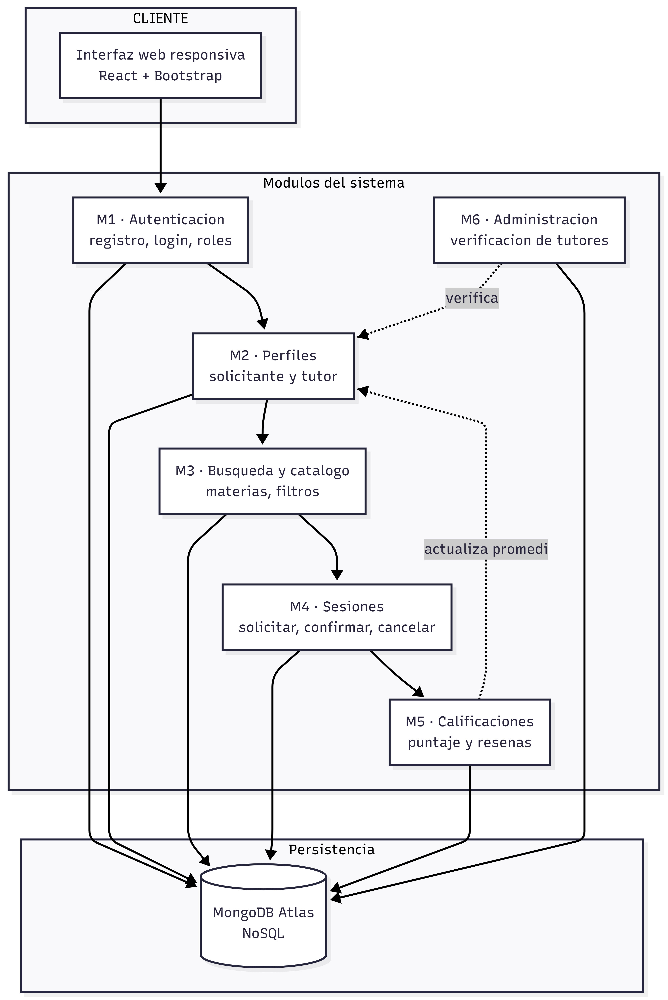 CLIENTE
Interfaz web responsiva
React + Bootstrap
Modulos del sistema
M1 · Autenticacion
registro, login, roles
M6 · Administracion
verificacion de tutores
verifica
M2 · Perfiles
solicitante y tutor
M3 · Busqueda y catalogo
materias, filtros
actualiza promedi
M4 · Sesiones
solicitar, confirmar, cancelar
M5 · Calificaciones
puntaje y resenas
Persistencia
MongoDB Atlas
NoSQL